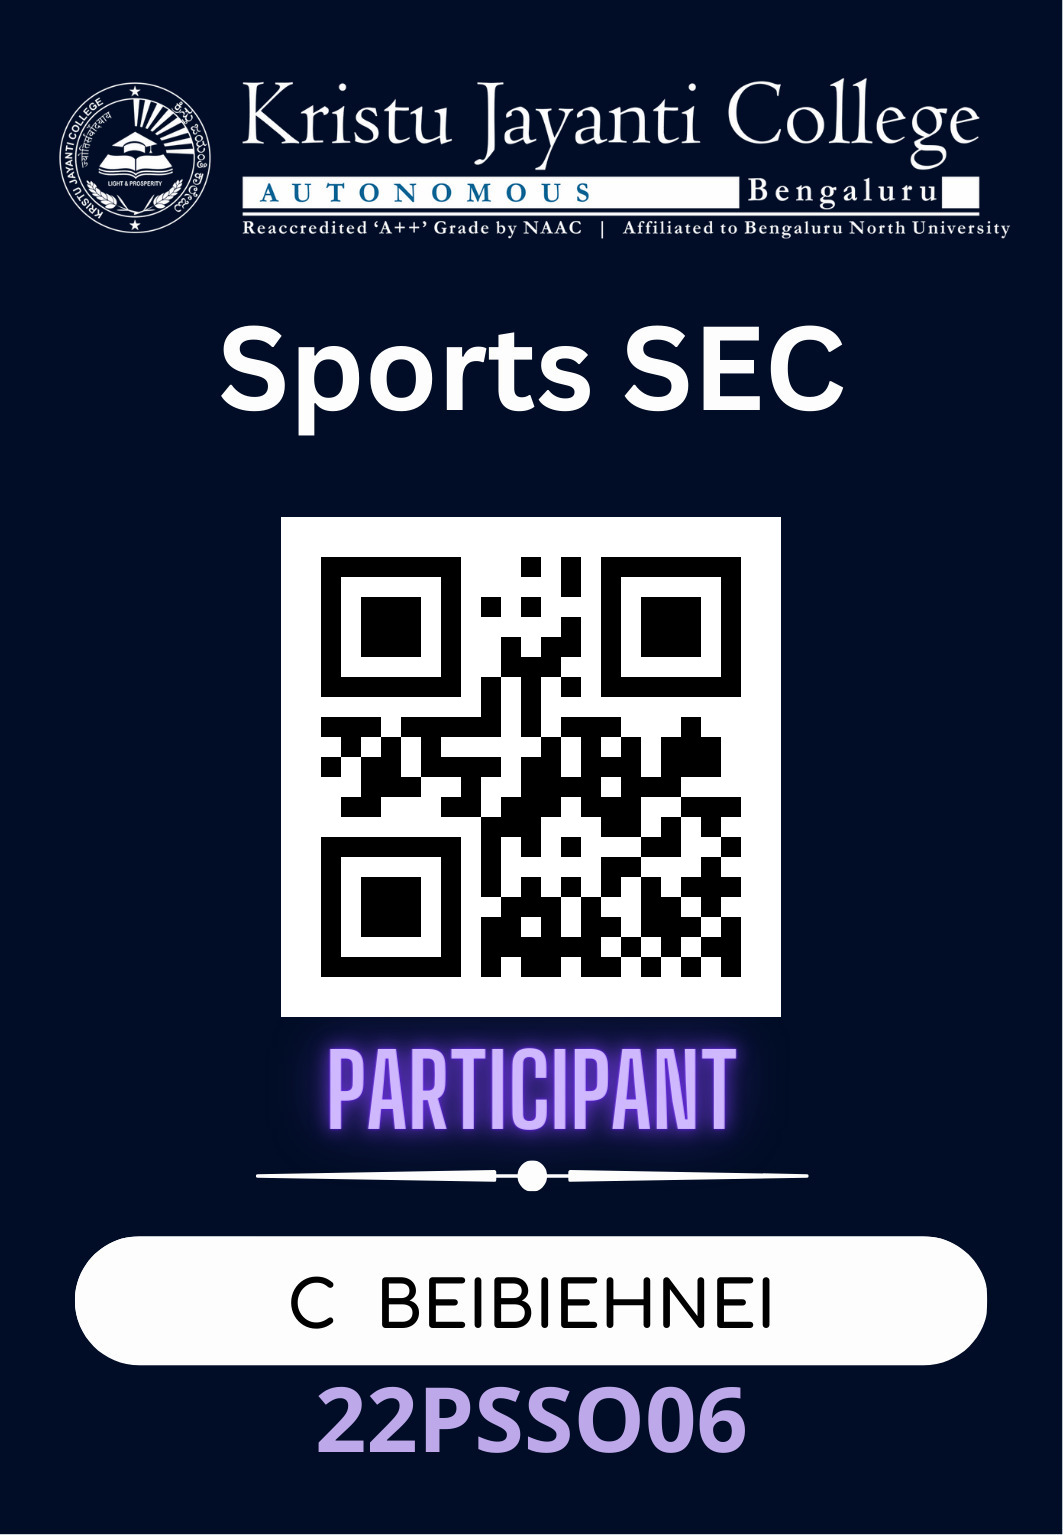 Kristu Jayanti College
AUTONOMOUS Bengaluru
Reaccredited ‘A++’ Grade by NAAC | Affiliated to Bengaluru North University
KRISTU JAYANTI COLLEGE
LIGHT & PROSPERITY
Sports SEC
PARTICIPANT
C BEIBIEHNEI
22PSSO06